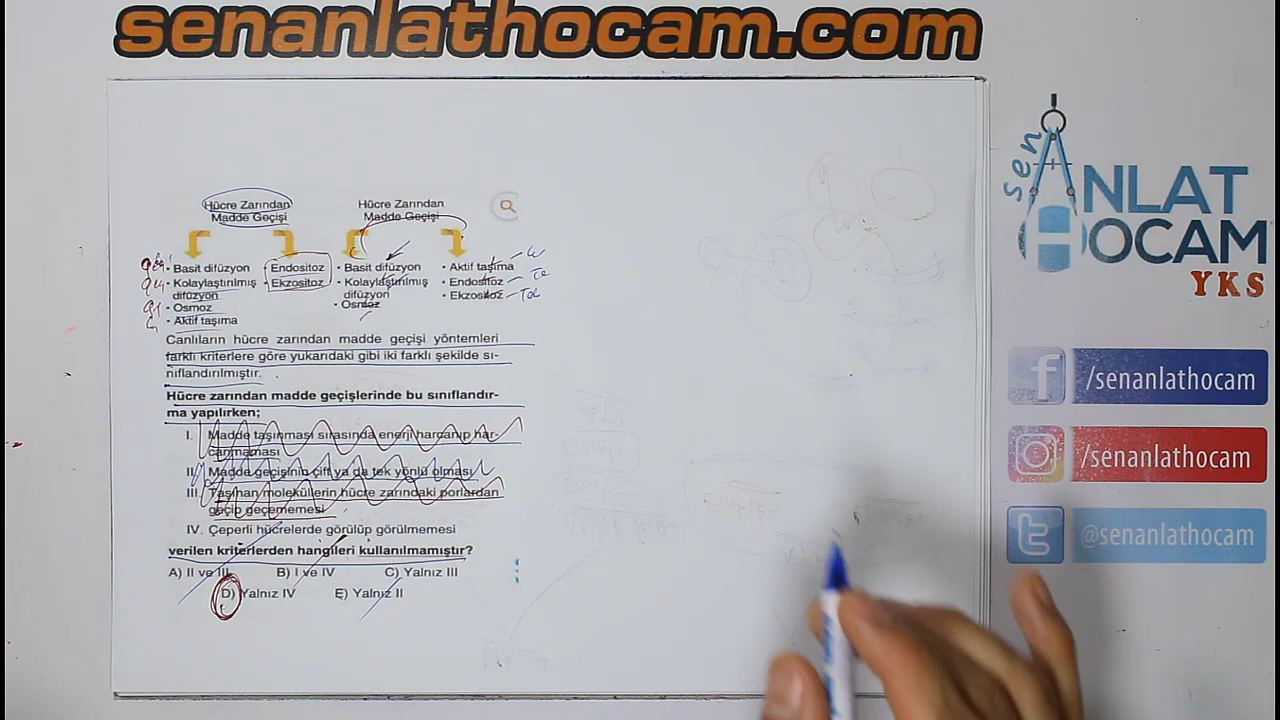 senanlathocam.com
Hücre Zarından
Madde Geçişi
Hücre Zarından
Madde Geçişi
• Basit difüzyon
• Kolaylaştırılmış
difüzyon
• Osmoz
• Aktif taşıma
Endositoz
Ekzositoz
• Basit difüzyon
• Kolaylaştırılmış
difüzyon
• Osmoz
• Aktif taşıma
• Endositoz
• Ekzositoz
Canlıların hücre zarından madde geçişi yöntemleri
farklı kriterlere göre yukarıdaki gibi iki farklı şekilde sı-
nıflandırılmıştır.
Hücre zarından madde geçişlerinde bu sınıflandır-
ma yapılırken;
I. Madde taşınması sırasında enerji harcanıp har-
canmaması
II. Madde geçişinin çift ya da tek yönlü olması
III. Taşınan moleküllerin hücre zarındaki porlardan
geçip geçememesi
IV. Çeperli hücrelerde görülüp görülmemesi
verilen kriterlerden hangileri kullanılmamıştır?
A) II ve III B) I ve IV C) Yalnız III
D) Yalnız IV E) Yalnız II
sen
ANLAT
HOCAM
YKS
f /senanlathocam
/senanlathocam
t @senanlathocam